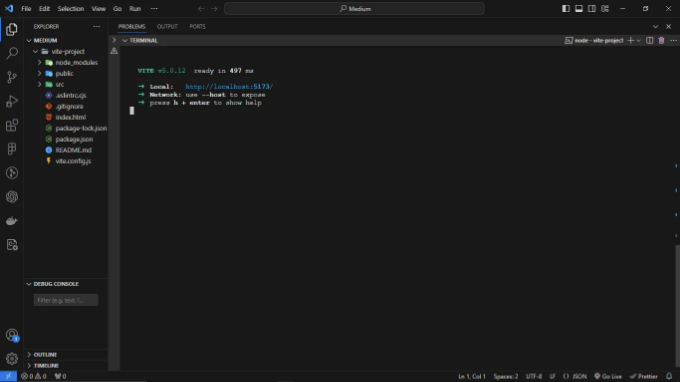 File Edit Selection View Go Run ···
Medium
EXPLORER ···
MEDIUM
vite-project
node_modules
public
src
.eslintrc.cjs
.gitignore
index.html
package-lock.json
package.json
README.md
vite.config.js
DEBUG CONSOLE
Filter (e.g. text, !...
OUTLINE
TIMELINE
PROBLEMS OUTPUT PORTS
TERMINAL
node - vite-project
VITE v5.0.12 ready in 497 ms
➜ Local: http://localhost:5173/
➜ Network: use --host to expose
➜ press h + enter to show help
1
0 0 0
Ln 1, Col 1 Spaces: 2 UTF-8 LF {} JSON Go Live Prettier